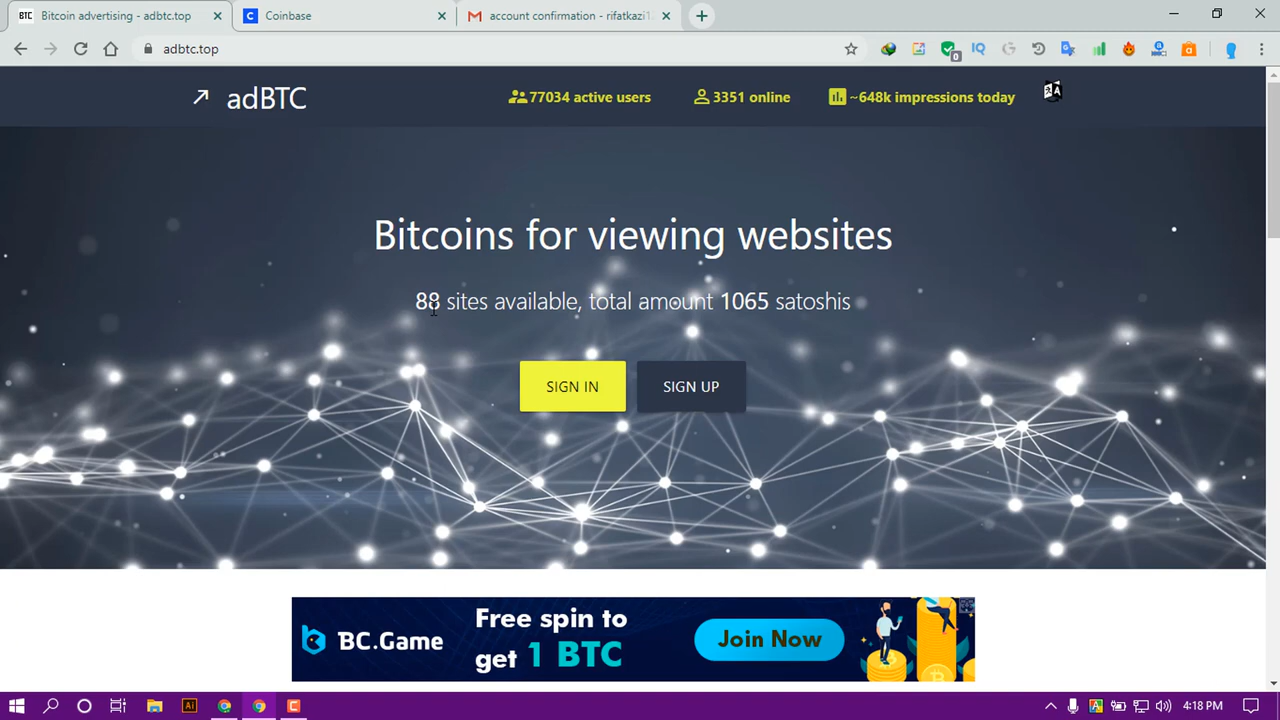 Bitcoin advertising - adbtc.top
Coinbase
account confirmation - rifatkazi1
adbtc.top
adBTC
77034 active users
3351 online
~648k impressions today
Bitcoins for viewing websites
88 sites available, total amount 1065 satoshis
SIGN IN
SIGN UP
BC.Game
Free spin to
get 1 BTC
Join Now
4:18 PM